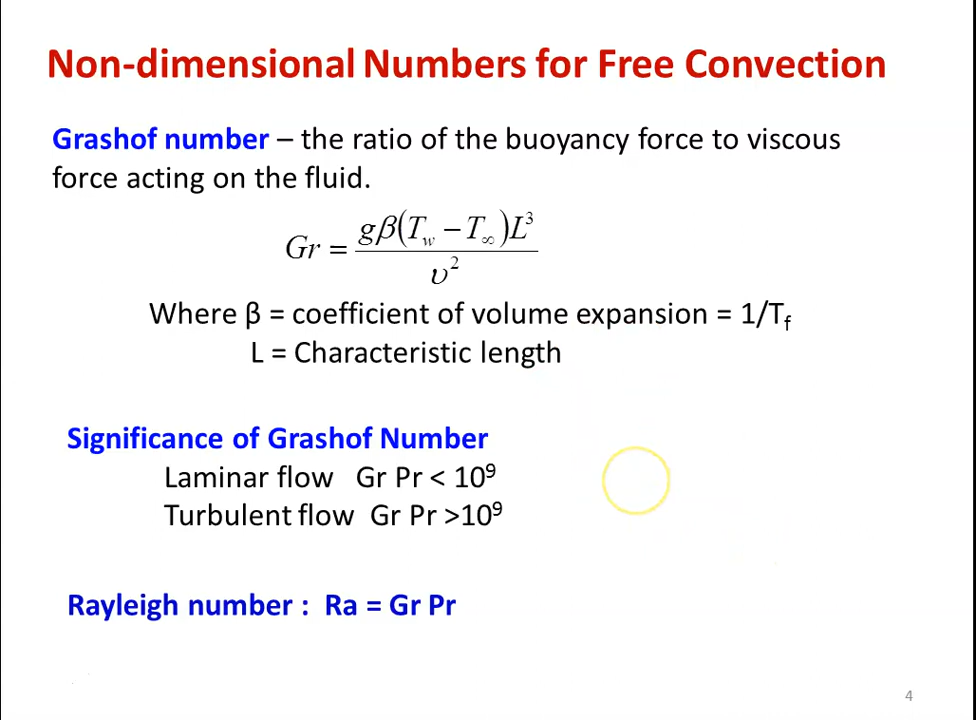 Non-dimensional Numbers for Free Convection
Grashof number – the ratio of the buoyancy force to viscous
force acting on the fluid.
Gr = gβ(T_w − T_∞)L³ / υ²
Where β = coefficient of volume expansion = 1/T_f
L = Characteristic length
Significance of Grashof Number
Laminar flow Gr Pr < 10⁹
Turbulent flow Gr Pr >10⁹
Rayleigh number : Ra = Gr Pr
4